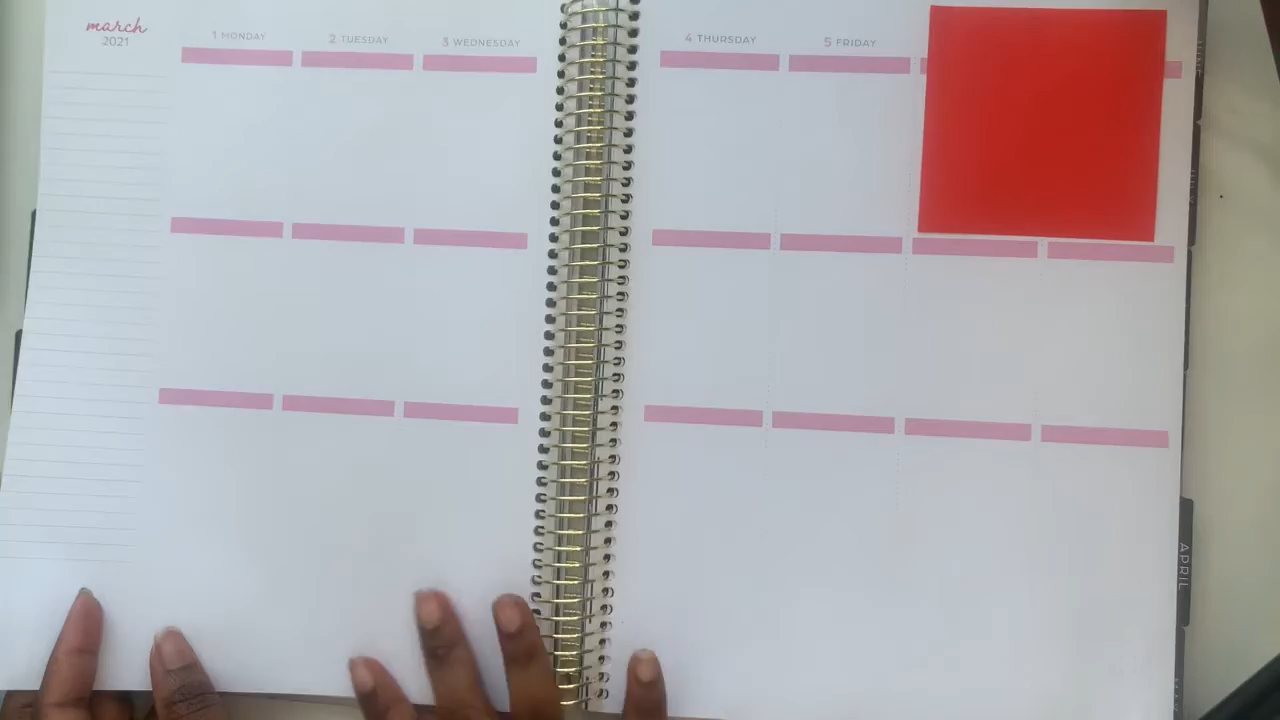 march
2021
1 MONDAY
2 TUESDAY
3 WEDNESDAY
4 THURSDAY
5 FRIDAY
APRIL